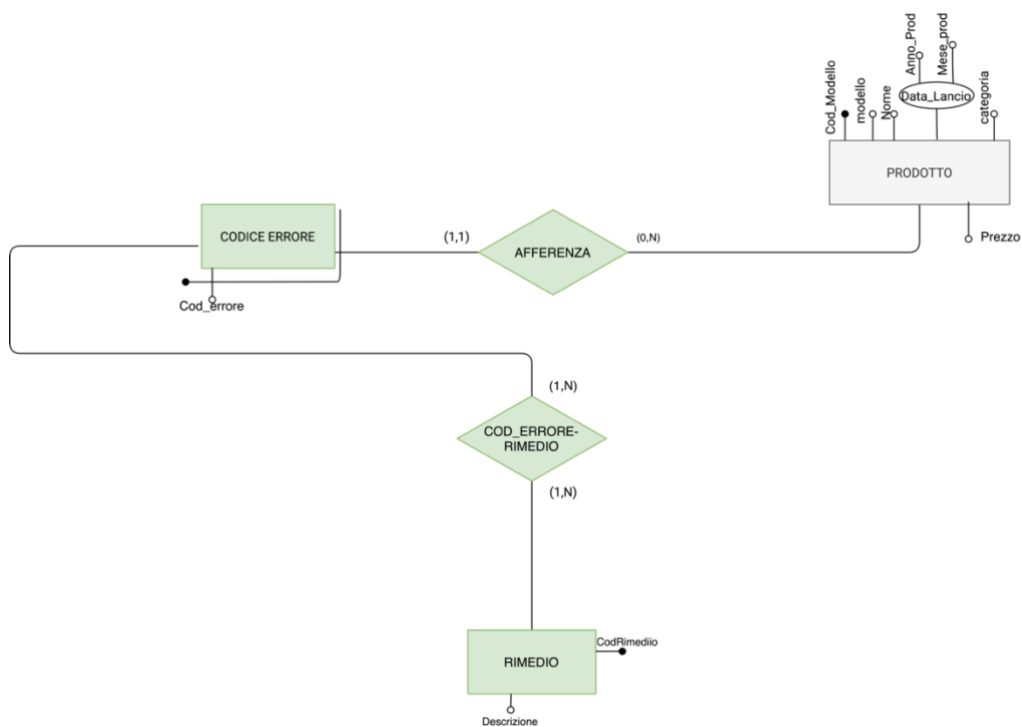 Anno_Prod
Mese_prod
Cod_Modello
modello
Nome
Data_Lancio
categoria
PRODOTTO
Prezzo
CODICE ERRORE
(1,1)
AFFERENZA
(0,N)
Cod_errore
(1,N)
COD_ERRORE-
RIMEDIO
(1,N)
CodRimediio
RIMEDIO
Descrizione